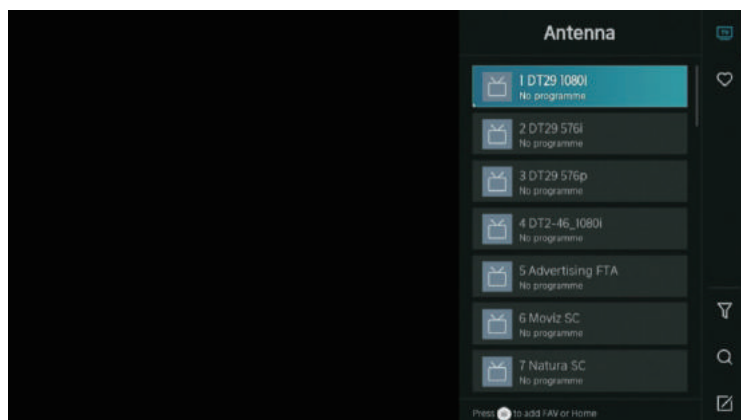 Antenna
TV
1 DT29 1080i
No programme
2 DT29 576i
No programme
3 DT29 576p
No programme
4 DT2-46_1080i
No programme
5 Advertising FTA
No programme
6 Moviz SC
No programme
7 Natura SC
No programme
Press to add FAV or Home